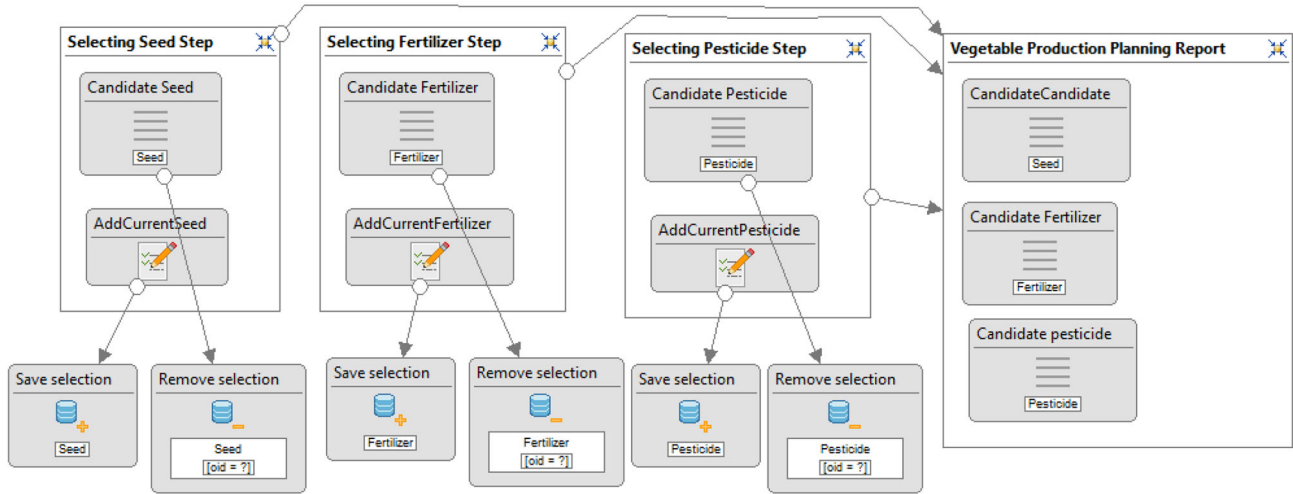 Selecting Seed Step
Candidate Seed
Seed
AddCurrentSeed
Save selection
Seed
Remove selection
Seed
[oid = ?]
Selecting Fertilizer Step
Candidate Fertilizer
Fertilizer
AddCurrentFertilizer
Save selection
Fertilizer
Remove selection
Fertilizer
[oid = ?]
Selecting Pesticide Step
Candidate Pesticide
Pesticide
AddCurrentPesticide
Save selection
Pesticide
Remove selection
Pesticide
[oid = ?]
Vegetable Production Planning Report
CandidateCandidate
Seed
Candidate Fertilizer
Fertilizer
Candidate pesticide
Pesticide